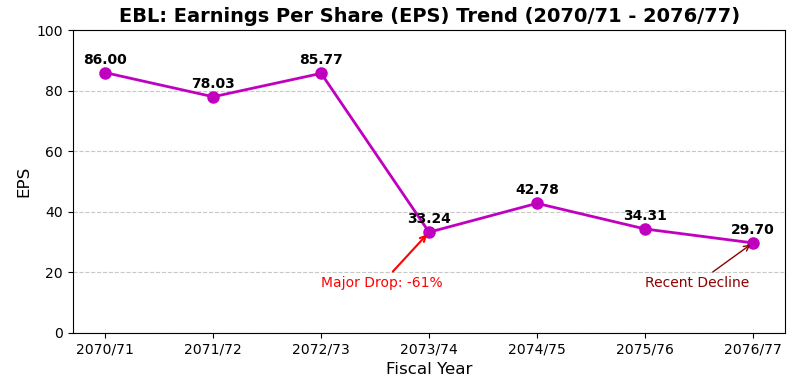 EBL: Earnings Per Share (EPS) Trend (2070/71 - 2076/77)
100
80
60
40
20
0
EPS
86.00
78.03
85.77
33.24
42.78
34.31
29.70
Major Drop: -61%
Recent Decline
2070/71 2071/72 2072/73 2073/74 2074/75 2075/76 2076/77
Fiscal Year